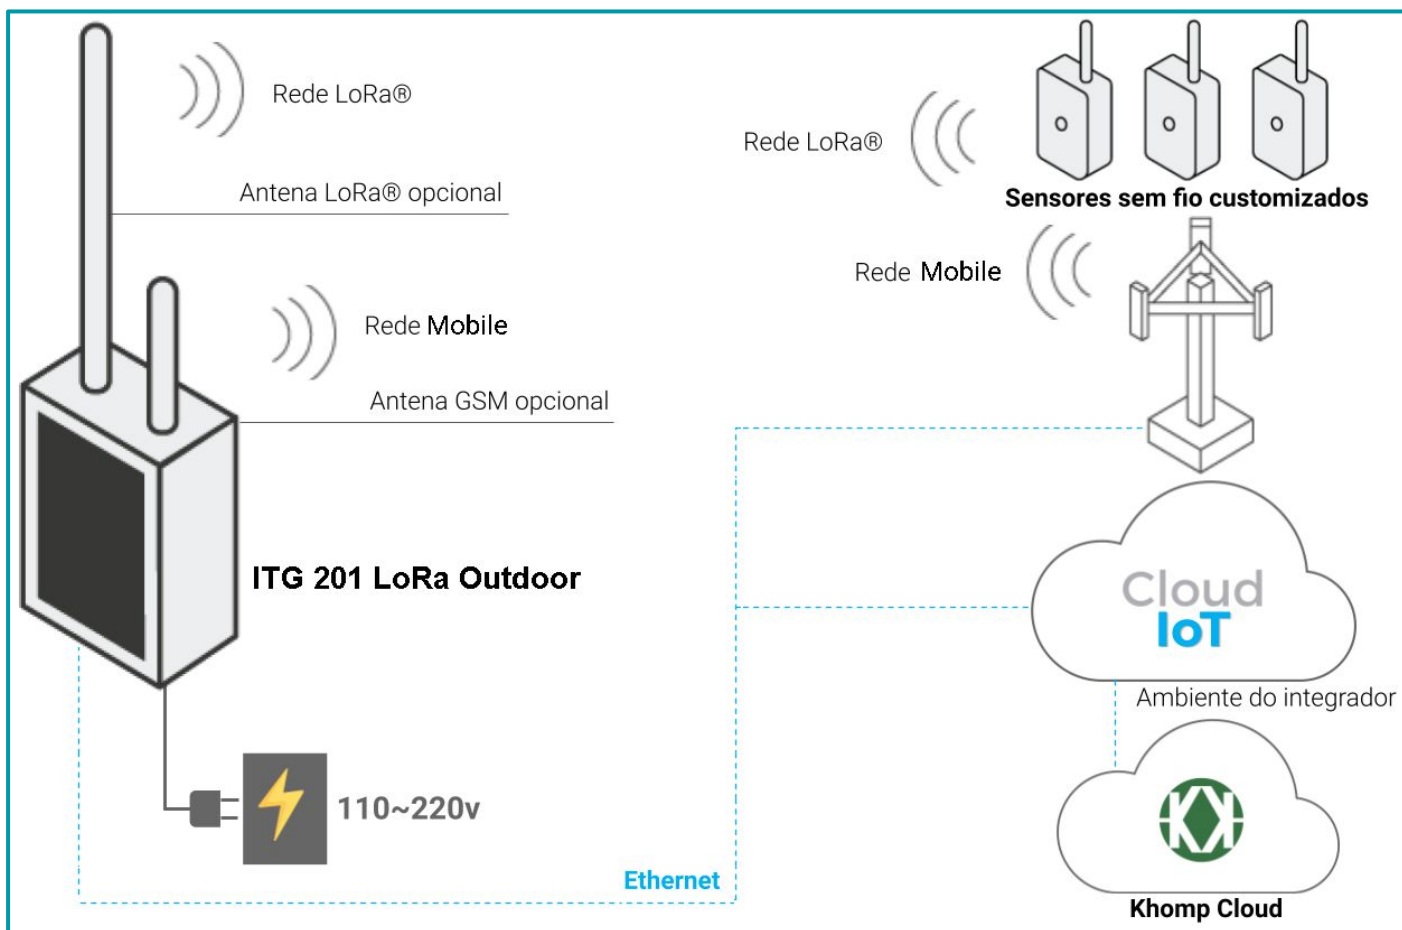 Rede LoRa®
Antena LoRa® opcional
Rede Mobile
Antena GSM opcional
ITG 201 LoRa Outdoor
110~220v
Ethernet
Rede LoRa®
Sensores sem fio customizados
Rede Mobile
Cloud
IoT
Ambiente do integrador
Khomp Cloud